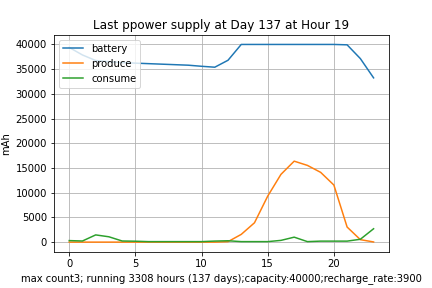 Last ppower supply at Day 137 at Hour 19
40000
35000
30000
25000
20000
15000
10000
5000
0
mAh
battery
produce
consume
0 5 10 15 20
max count3; running 3308 hours (137 days);capacity:40000;recharge_rate:3900